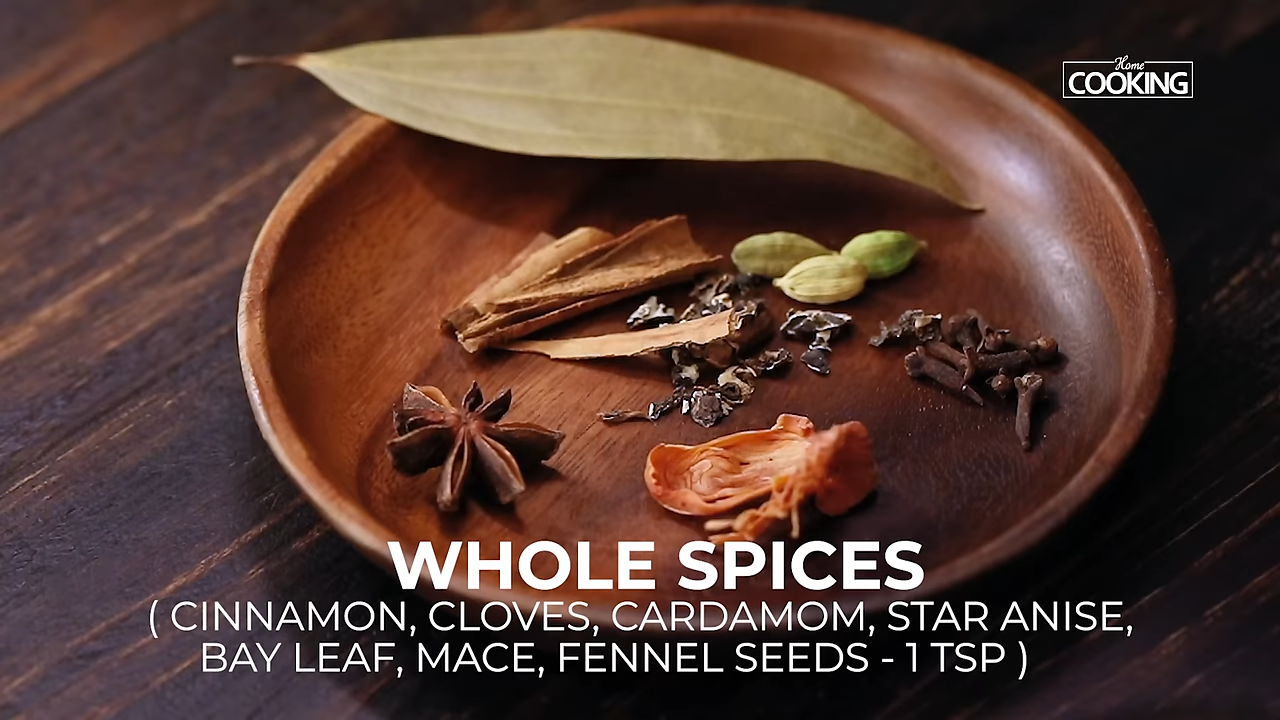 Home
COOKING
WHOLE SPICES
( CINNAMON, CLOVES, CARDAMOM, STAR ANISE,
BAY LEAF, MACE, FENNEL SEEDS - 1 TSP )